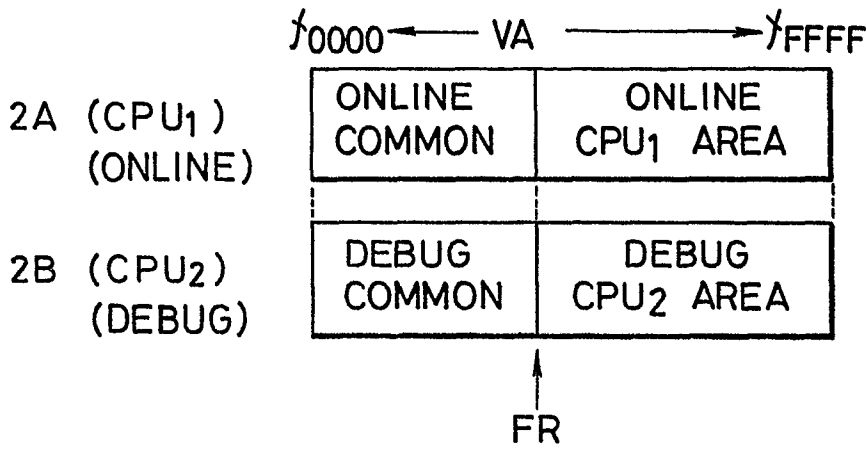 ⌿0000 ← VA → ⌿FFFF
2A (CPU₁) (ONLINE)
ONLINE COMMON
ONLINE CPU₁ AREA
2B (CPU₂) (DEBUG)
DEBUG COMMON
DEBUG CPU₂ AREA
FR